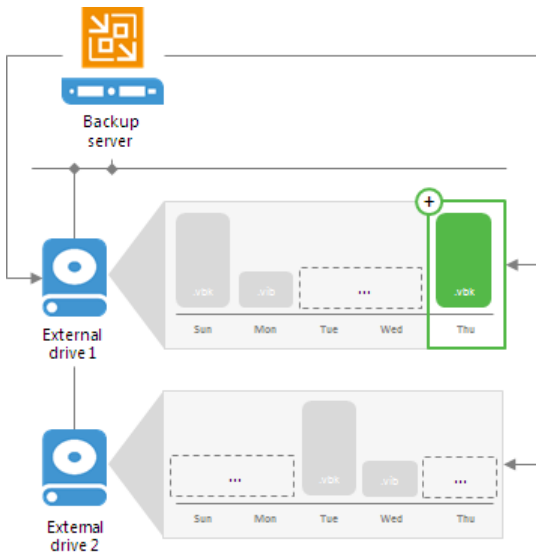 Backup
server
+
.vbk
.vib
...
.vbk
Sun Mon Tue Wed Thu
External
drive 1
...
.vbk
.vib
...
Sun Mon Tue Wed Thu
External
drive 2